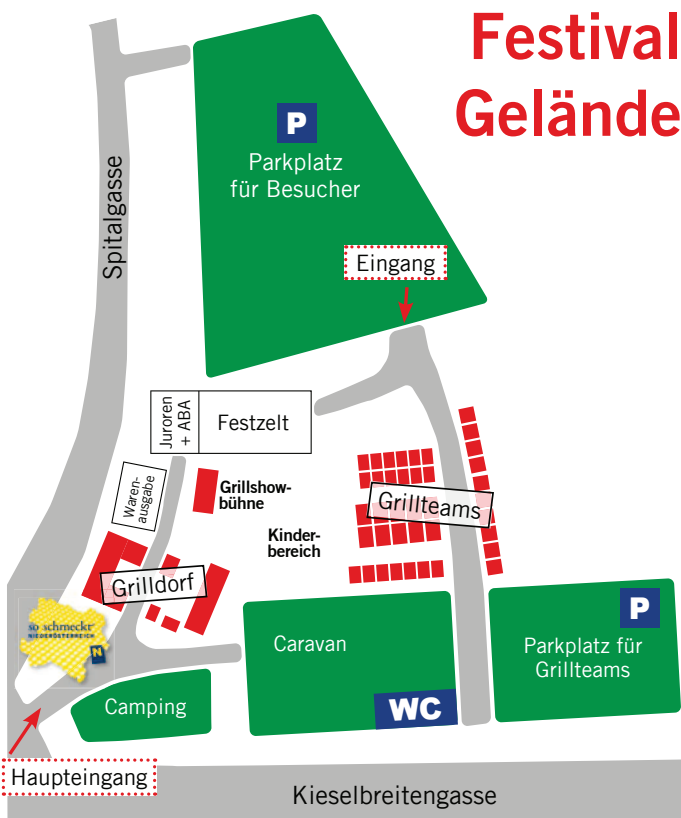 Festival
Gelände
P
Parkplatz
für Besucher
Spitalgasse
Eingang
Juroren
+ ABA
Festzelt
Waren-
ausgabe
Grillshow-
bühne
Grillteams
Kinder-
bereich
Grilldorf
so schmeckt
NIEDERÖSTERREICH
N
Caravan
P
Parkplatz für
Grillteams
Camping
WC
Haupteingang
Kieselbreitengasse